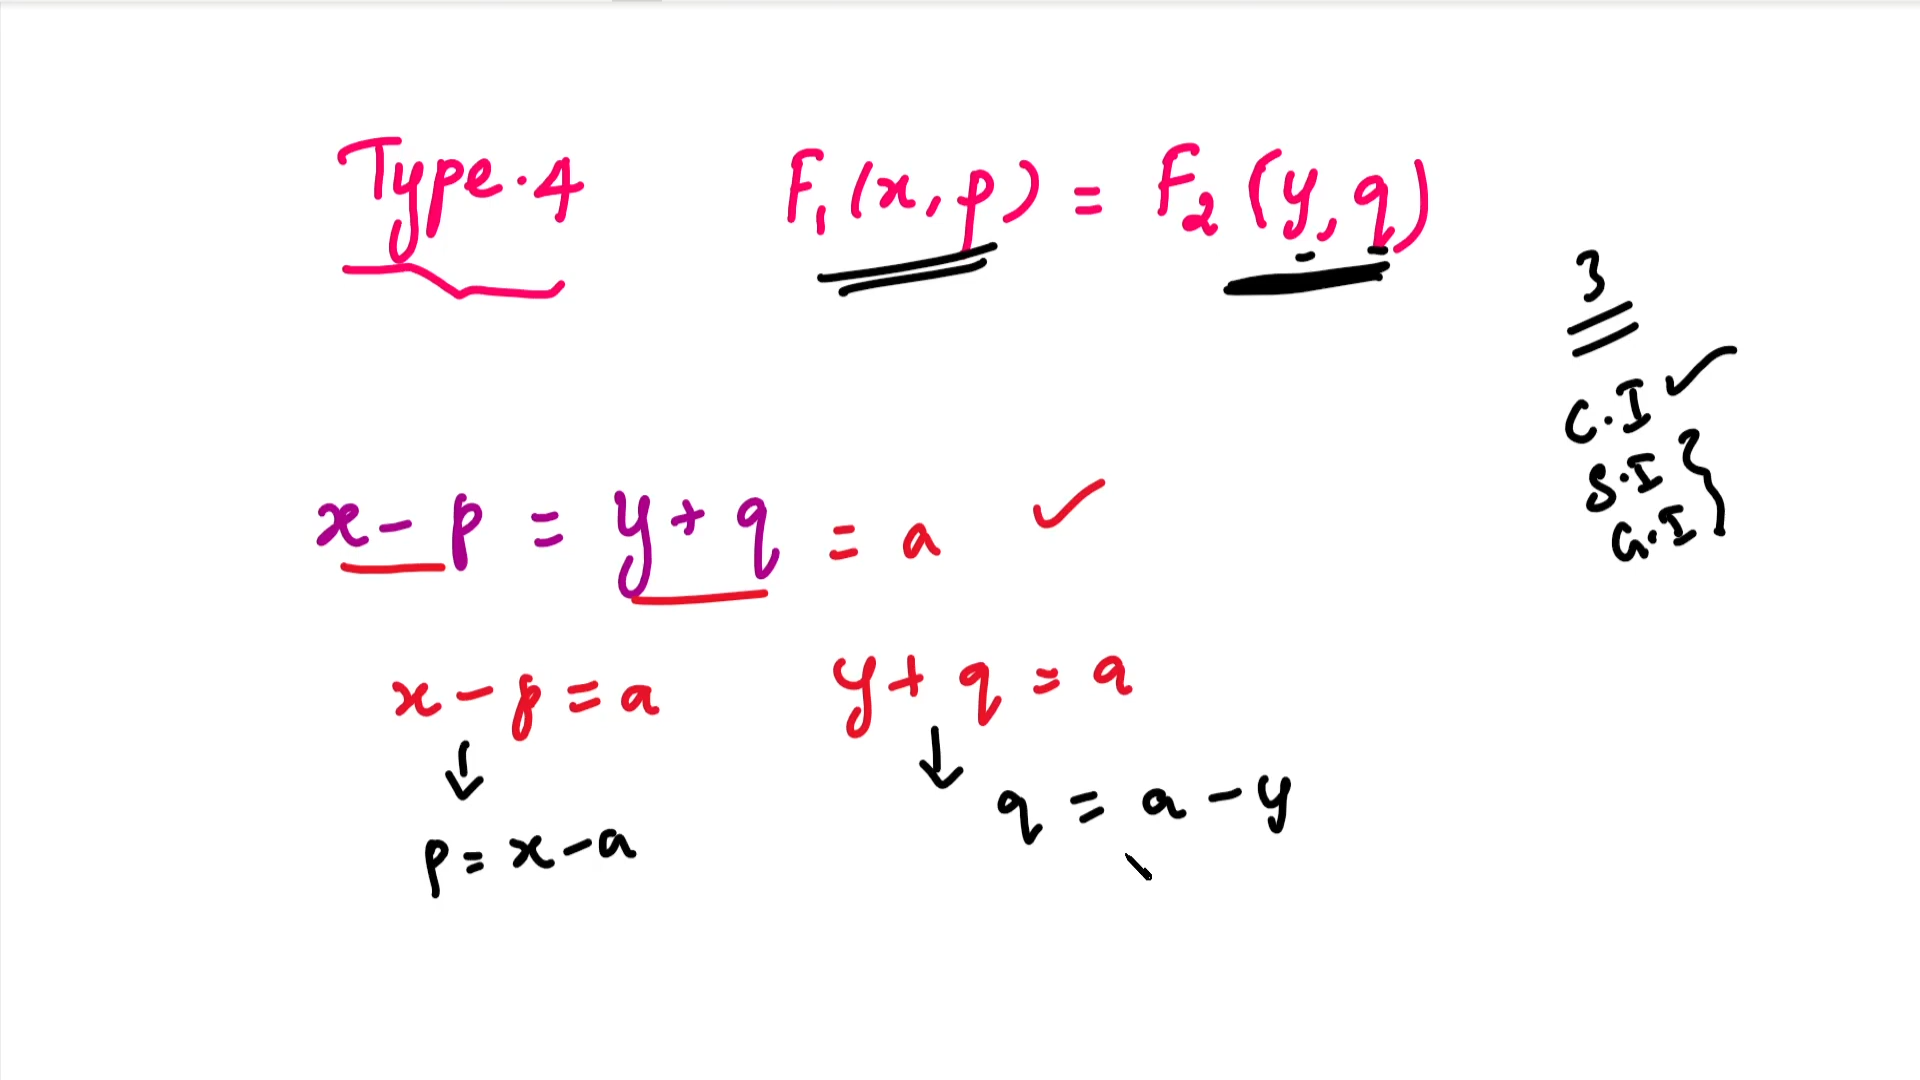 Type.4 F₁(x, p) = F₂(y, q)
3
C.I ✓
S.I
G.I }
x - p = y + q = a ✓
x - p = a y + q = a
↓ ↓
p = x - a q = a - y